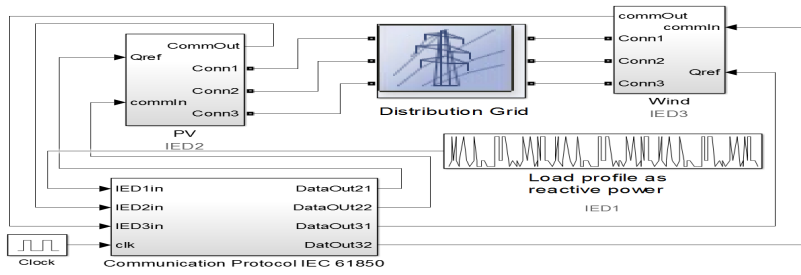 commOut
commIn
CommOut
Conn1
Qref
Conn1
Conn2
Conn2
Qref
commIn
Conn3
Conn3
PV
IED2
Distribution Grid
Wind
IED3
Load profile as
reactive power
IED1
IED1in
DataOut21
IED2in
DataOUt22
IED3in
DataOut31
clk
DatOut32
Clock
Communication Protocol IEC 61850